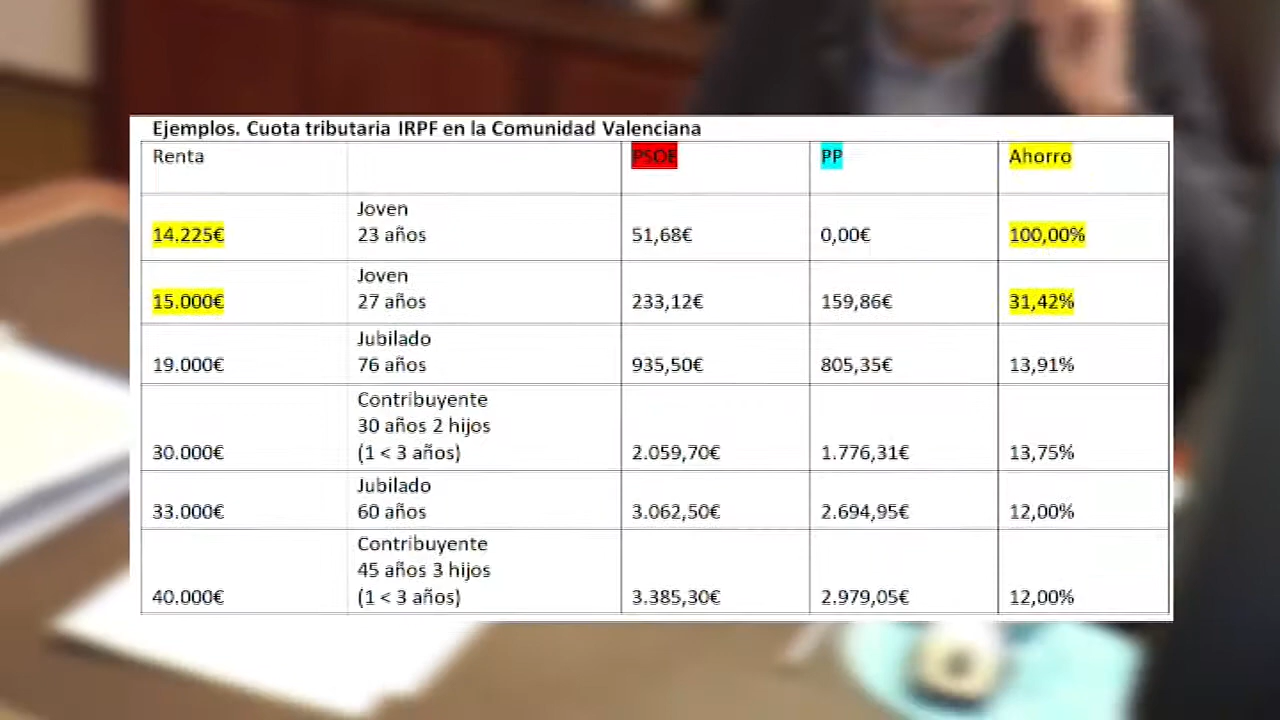 Ejemplos. Cuota tributaria IRPF en la Comunidad Valenciana
Renta PSOE PP Ahorro
Joven
14.225€ 23 años 51,68€ 0,00€ 100,00%
Joven
15.000€ 27 años 233,12€ 159,86€ 31,42%
Jubilado
19.000€ 76 años 935,50€ 805,35€ 13,91%
Contribuyente
30 años 2 hijos
30.000€ (1 < 3 años) 2.059,70€ 1.776,31€ 13,75%
Jubilado
33.000€ 60 años 3.062,50€ 2.694,95€ 12,00%
Contribuyente
45 años 3 hijos
40.000€ (1 < 3 años) 3.385,30€ 2.979,05€ 12,00%